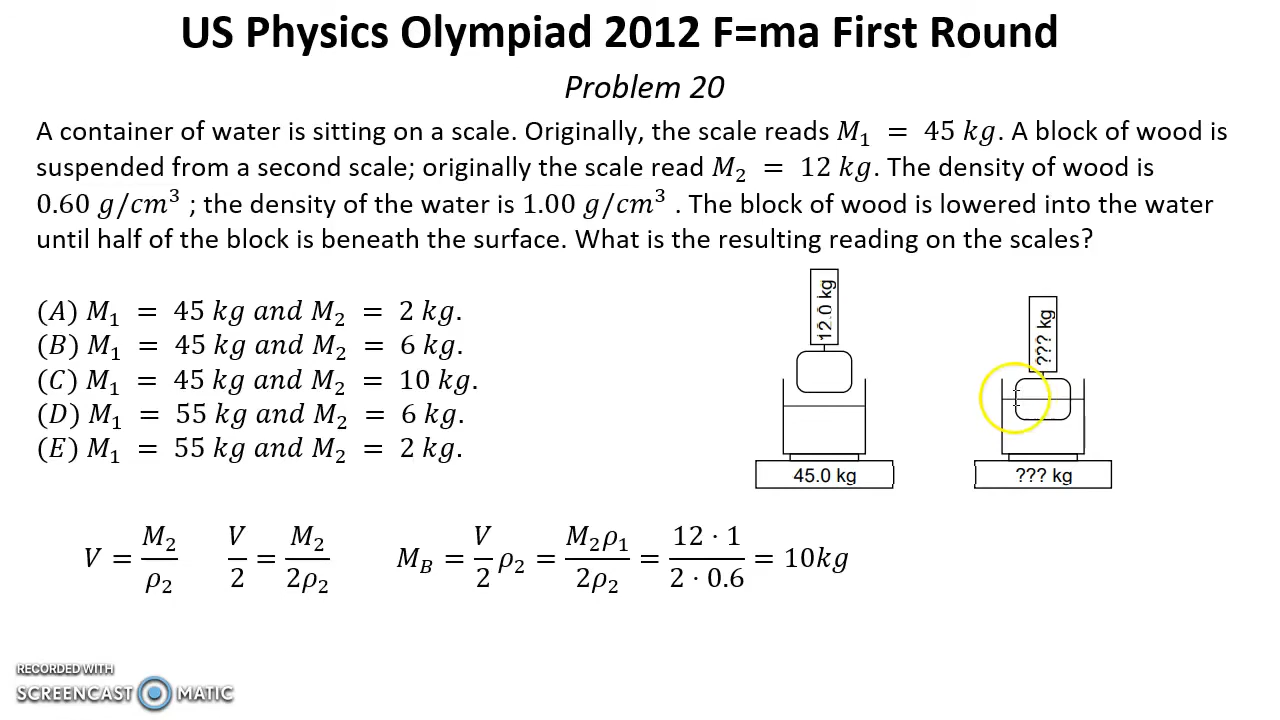 US Physics Olympiad 2012 F=ma First Round
Problem 20
A container of water is sitting on a scale. Originally, the scale reads M₁ = 45 kg. A block of wood is
suspended from a second scale; originally the scale read M₂ = 12 kg. The density of wood is
0.60 g/cm³ ; the density of the water is 1.00 g/cm³ . The block of wood is lowered into the water
until half of the block is beneath the surface. What is the resulting reading on the scales?
(A) M₁ = 45 kg and M₂ = 2 kg.
(B) M₁ = 45 kg and M₂ = 6 kg.
(C) M₁ = 45 kg and M₂ = 10 kg.
(D) M₁ = 55 kg and M₂ = 6 kg.
(E) M₁ = 55 kg and M₂ = 2 kg.
12.0 kg
??? kg
45.0 kg
??? kg
V = M₂/ρ₂ V/2 = M₂/2ρ₂ M_B = V/2 ρ₂ = M₂ρ₁/2ρ₂ = 12 · 1/2 · 0.6 = 10kg
RECORDED WITH
SCREENCAST MATIC